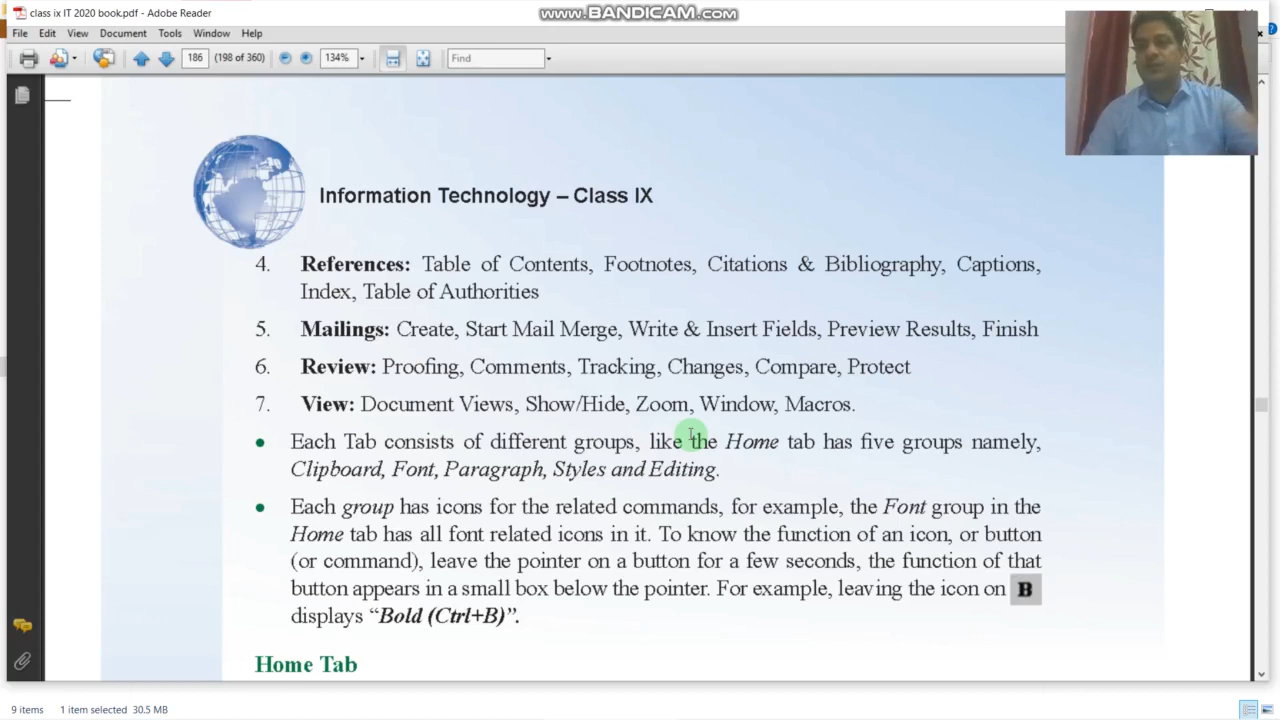 class ix IT 2020 book.pdf - Adobe Reader
www.BANDICAM.com
File Edit View Document Tools Window Help
186 (198 of 360) 134% Find
Information Technology – Class IX
4. References: Table of Contents, Footnotes, Citations & Bibliography, Captions,
Index, Table of Authorities
5. Mailings: Create, Start Mail Merge, Write & Insert Fields, Preview Results, Finish
6. Review: Proofing, Comments, Tracking, Changes, Compare, Protect
7. View: Document Views, Show/Hide, Zoom, Window, Macros.
• Each Tab consists of different groups, like the Home tab has five groups namely,
Clipboard, Font, Paragraph, Styles and Editing.
• Each group has icons for the related commands, for example, the Font group in the
Home tab has all font related icons in it. To know the function of an icon, or button
(or command), leave the pointer on a button for a few seconds, the function of that
button appears in a small box below the pointer. For example, leaving the icon on B
displays “Bold (Ctrl+B)”.
Home Tab
9 items 1 item selected 30.5 MB